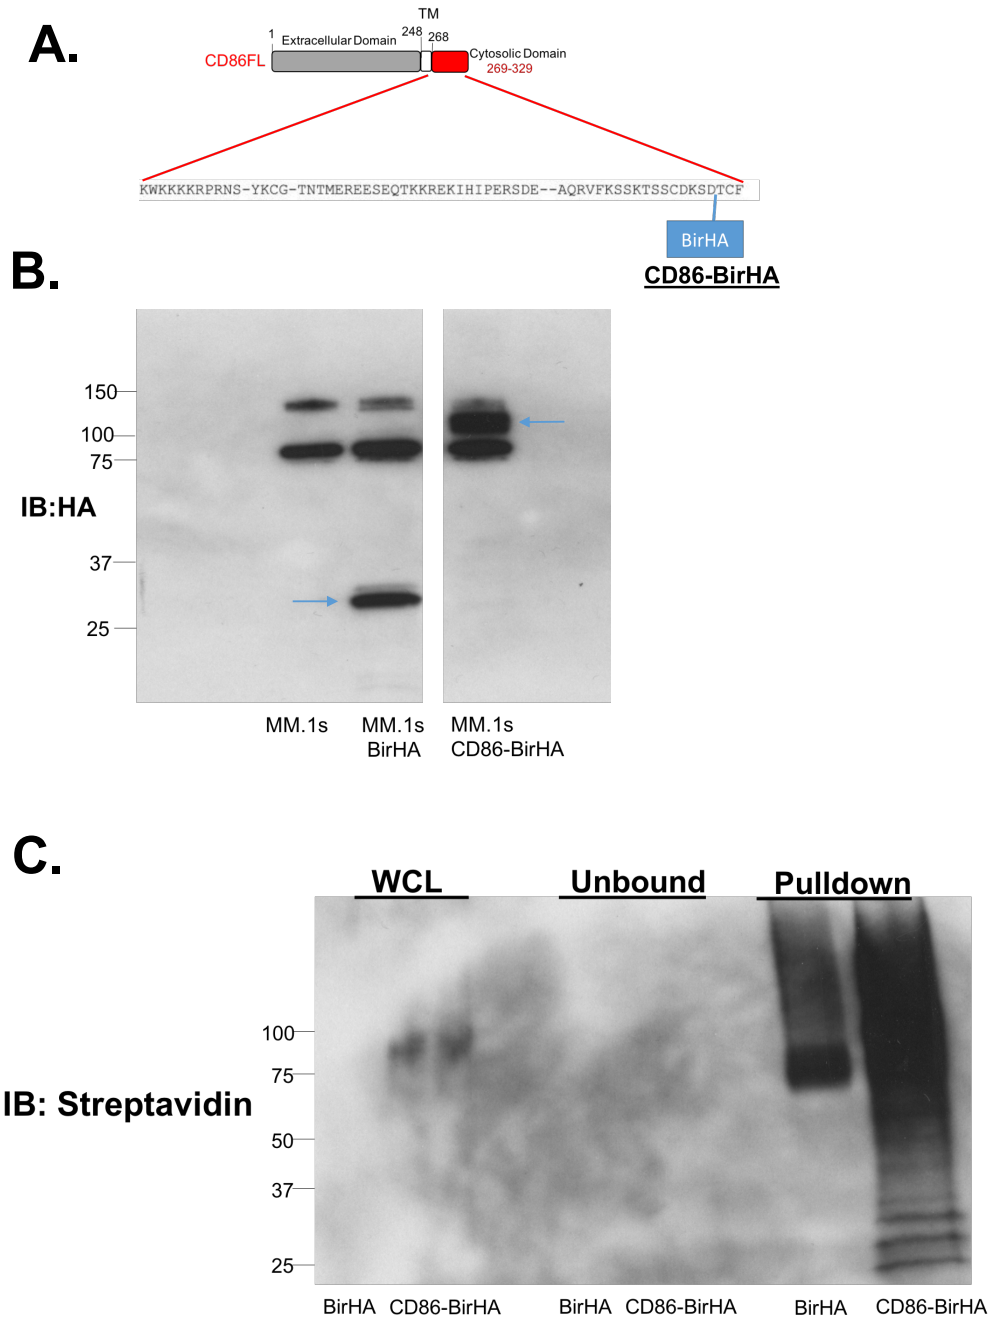 A.
TM
1
Extracellular Domain
248
268
CD86FL
Cytosolic Domain
269-329
KWKKKKRPRNS-YKCG-TNTMEREESEQTKKREKIHIPERSDE--AQRVFKSSKTSSCDKSDTCF
BirHA
CD86-BirHA
B.
150
100
75
IB:HA
37
25
MM.1s
MM.1s
BirHA
MM.1s
CD86-BirHA
C.
WCL
Unbound
Pulldown
100
75
IB: Streptavidin
50
37
25
BirHA
CD86-BirHA
BirHA
CD86-BirHA
BirHA
CD86-BirHA